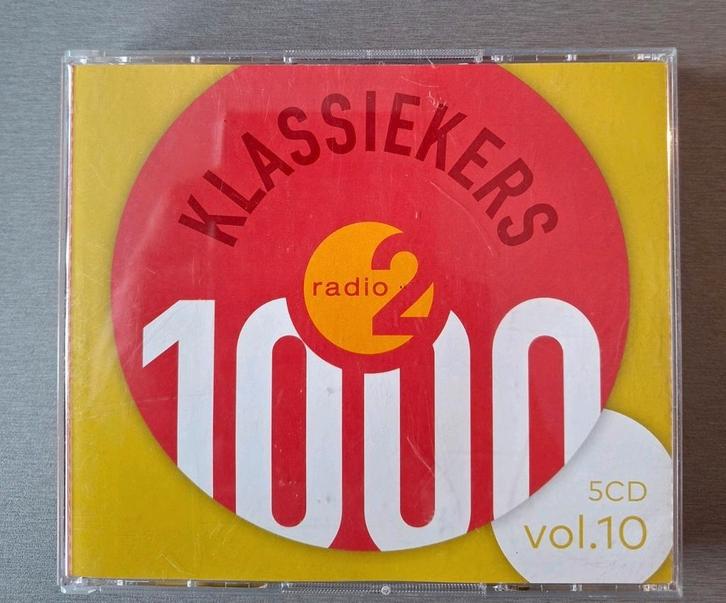 KLASSIEKERS
radio 2
1000
5CD
vol.10